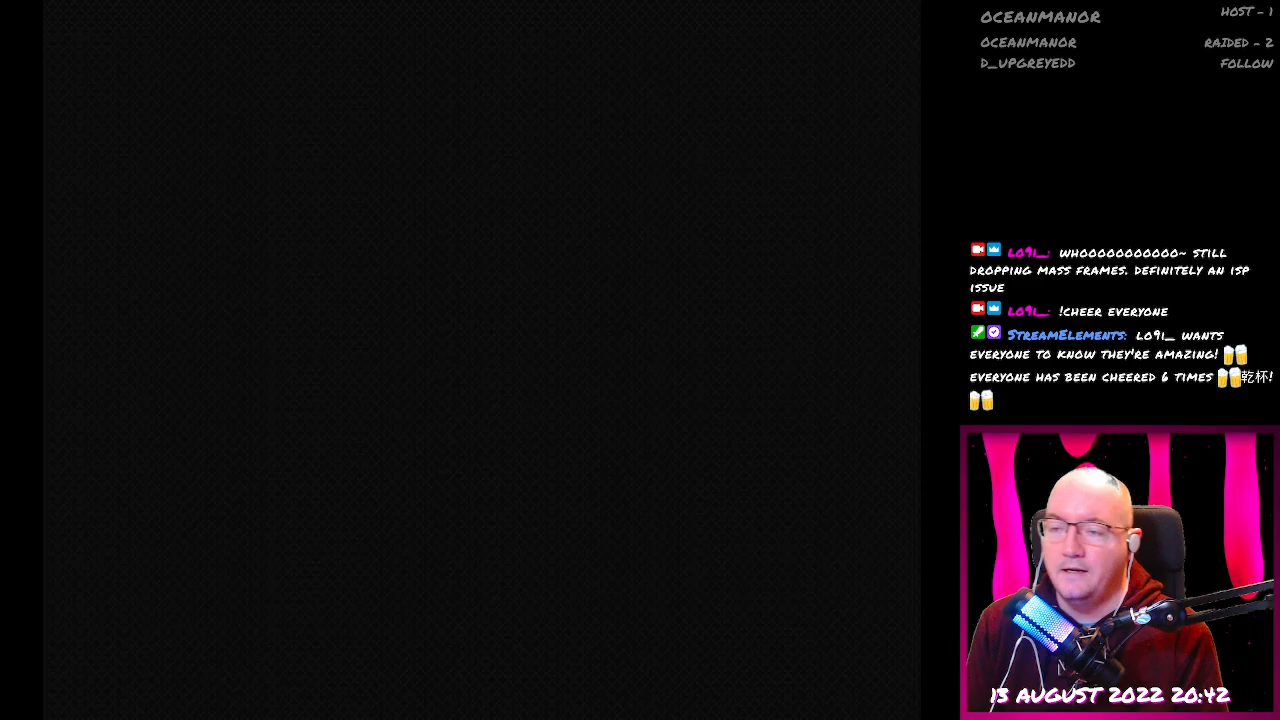 OCEANMANOR HOST - 1
OCEANMANOR RAIDED - 2
D_UPGREYEDD FOLLOW
LO9I_: WHOOOOOOOOOOO~ STILL
DROPPING MASS FRAMES. DEFINITELY AN ISP
ISSUE
LO9I_: !CHEER EVERYONE
STREAMELEMENTS: LO9I_ WANTS
EVERYONE TO KNOW THEY'RE AMAZING! 🍻
EVERYONE HAS BEEN CHEERED 6 TIMES 🍻乾杯!
🍻
13 AUGUST 2022 20:42